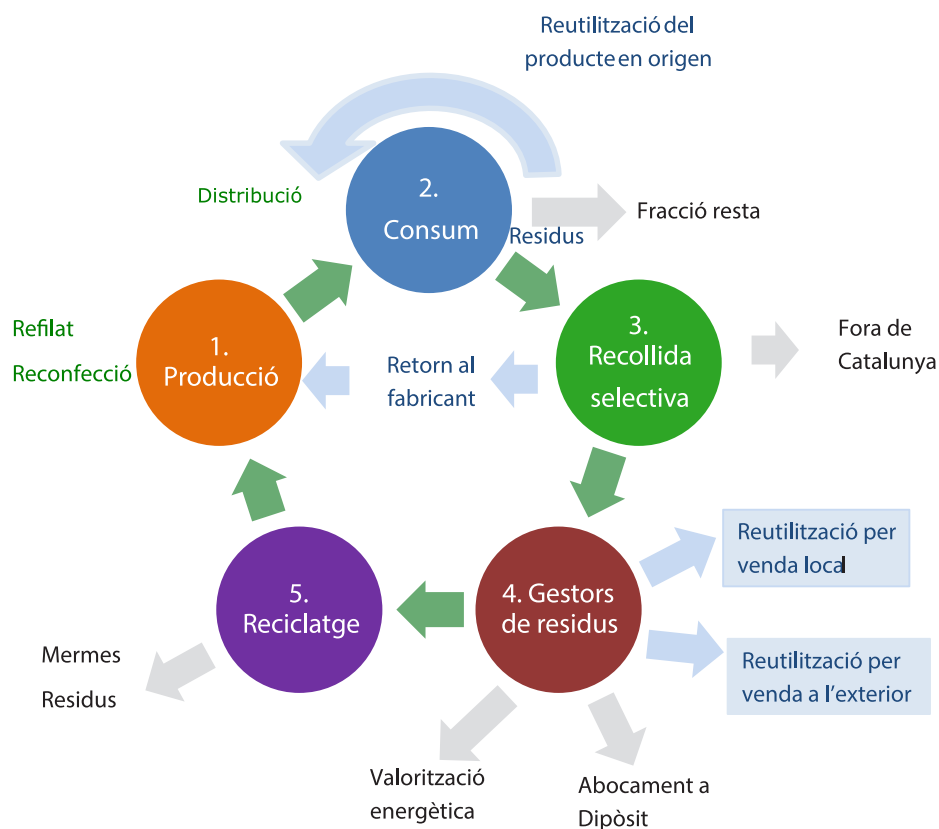 Reutilització del
producte en origen
Distribució
2.
Consum
Residus
Fracció resta
Refilat
Reconfecció
1.
Producció
Retorn al
fabricant
3.
Recollida
selectiva
Fora de
Catalunya
Reutilització per
venda local
4. Gestors
de residus
5.
Reciclatge
Mermes
Residus
Reutilització per
venda a l'exterior
Valorització
energètica
Abocament a
Dipòsit